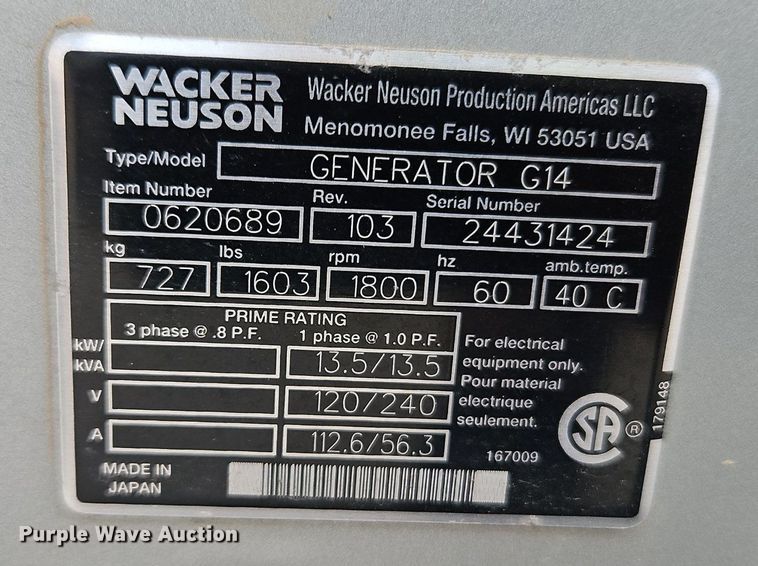 WACKER NEUSON
Wacker Neuson Production Americas LLC
Menomonee Falls, WI 53051 USA
Type/Model GENERATOR G14
Item Number Rev. Serial Number
0620689 103 24431424
kg lbs rpm hz amb.temp.
727 1603 1800 60 40 C
PRIME RATING
3 phase @ .8 P.F. 1 phase @ 1.0 P.F.
kW/kVA 13.5/13.5
V 120/240
A 112.6/56.3
For electrical
equipment only.
Pour material
electrique
seulement.
167009
SA ®
179148
MADE IN
JAPAN
Purple Wave Auction